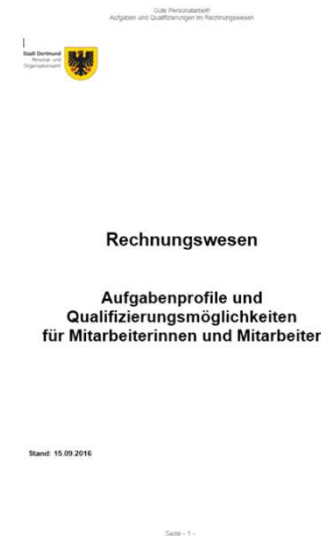 Gute Personalarbeit!
Aufgaben und Qualifizierungen im Rechnungswesen
Stadt Dortmund
Personal- und
Organisationsamt
Rechnungswesen
Aufgabenprofile und
Qualifizierungsmöglichkeiten
für Mitarbeiterinnen und Mitarbeiter
Stand: 15.09.2016
Seite - 1 -